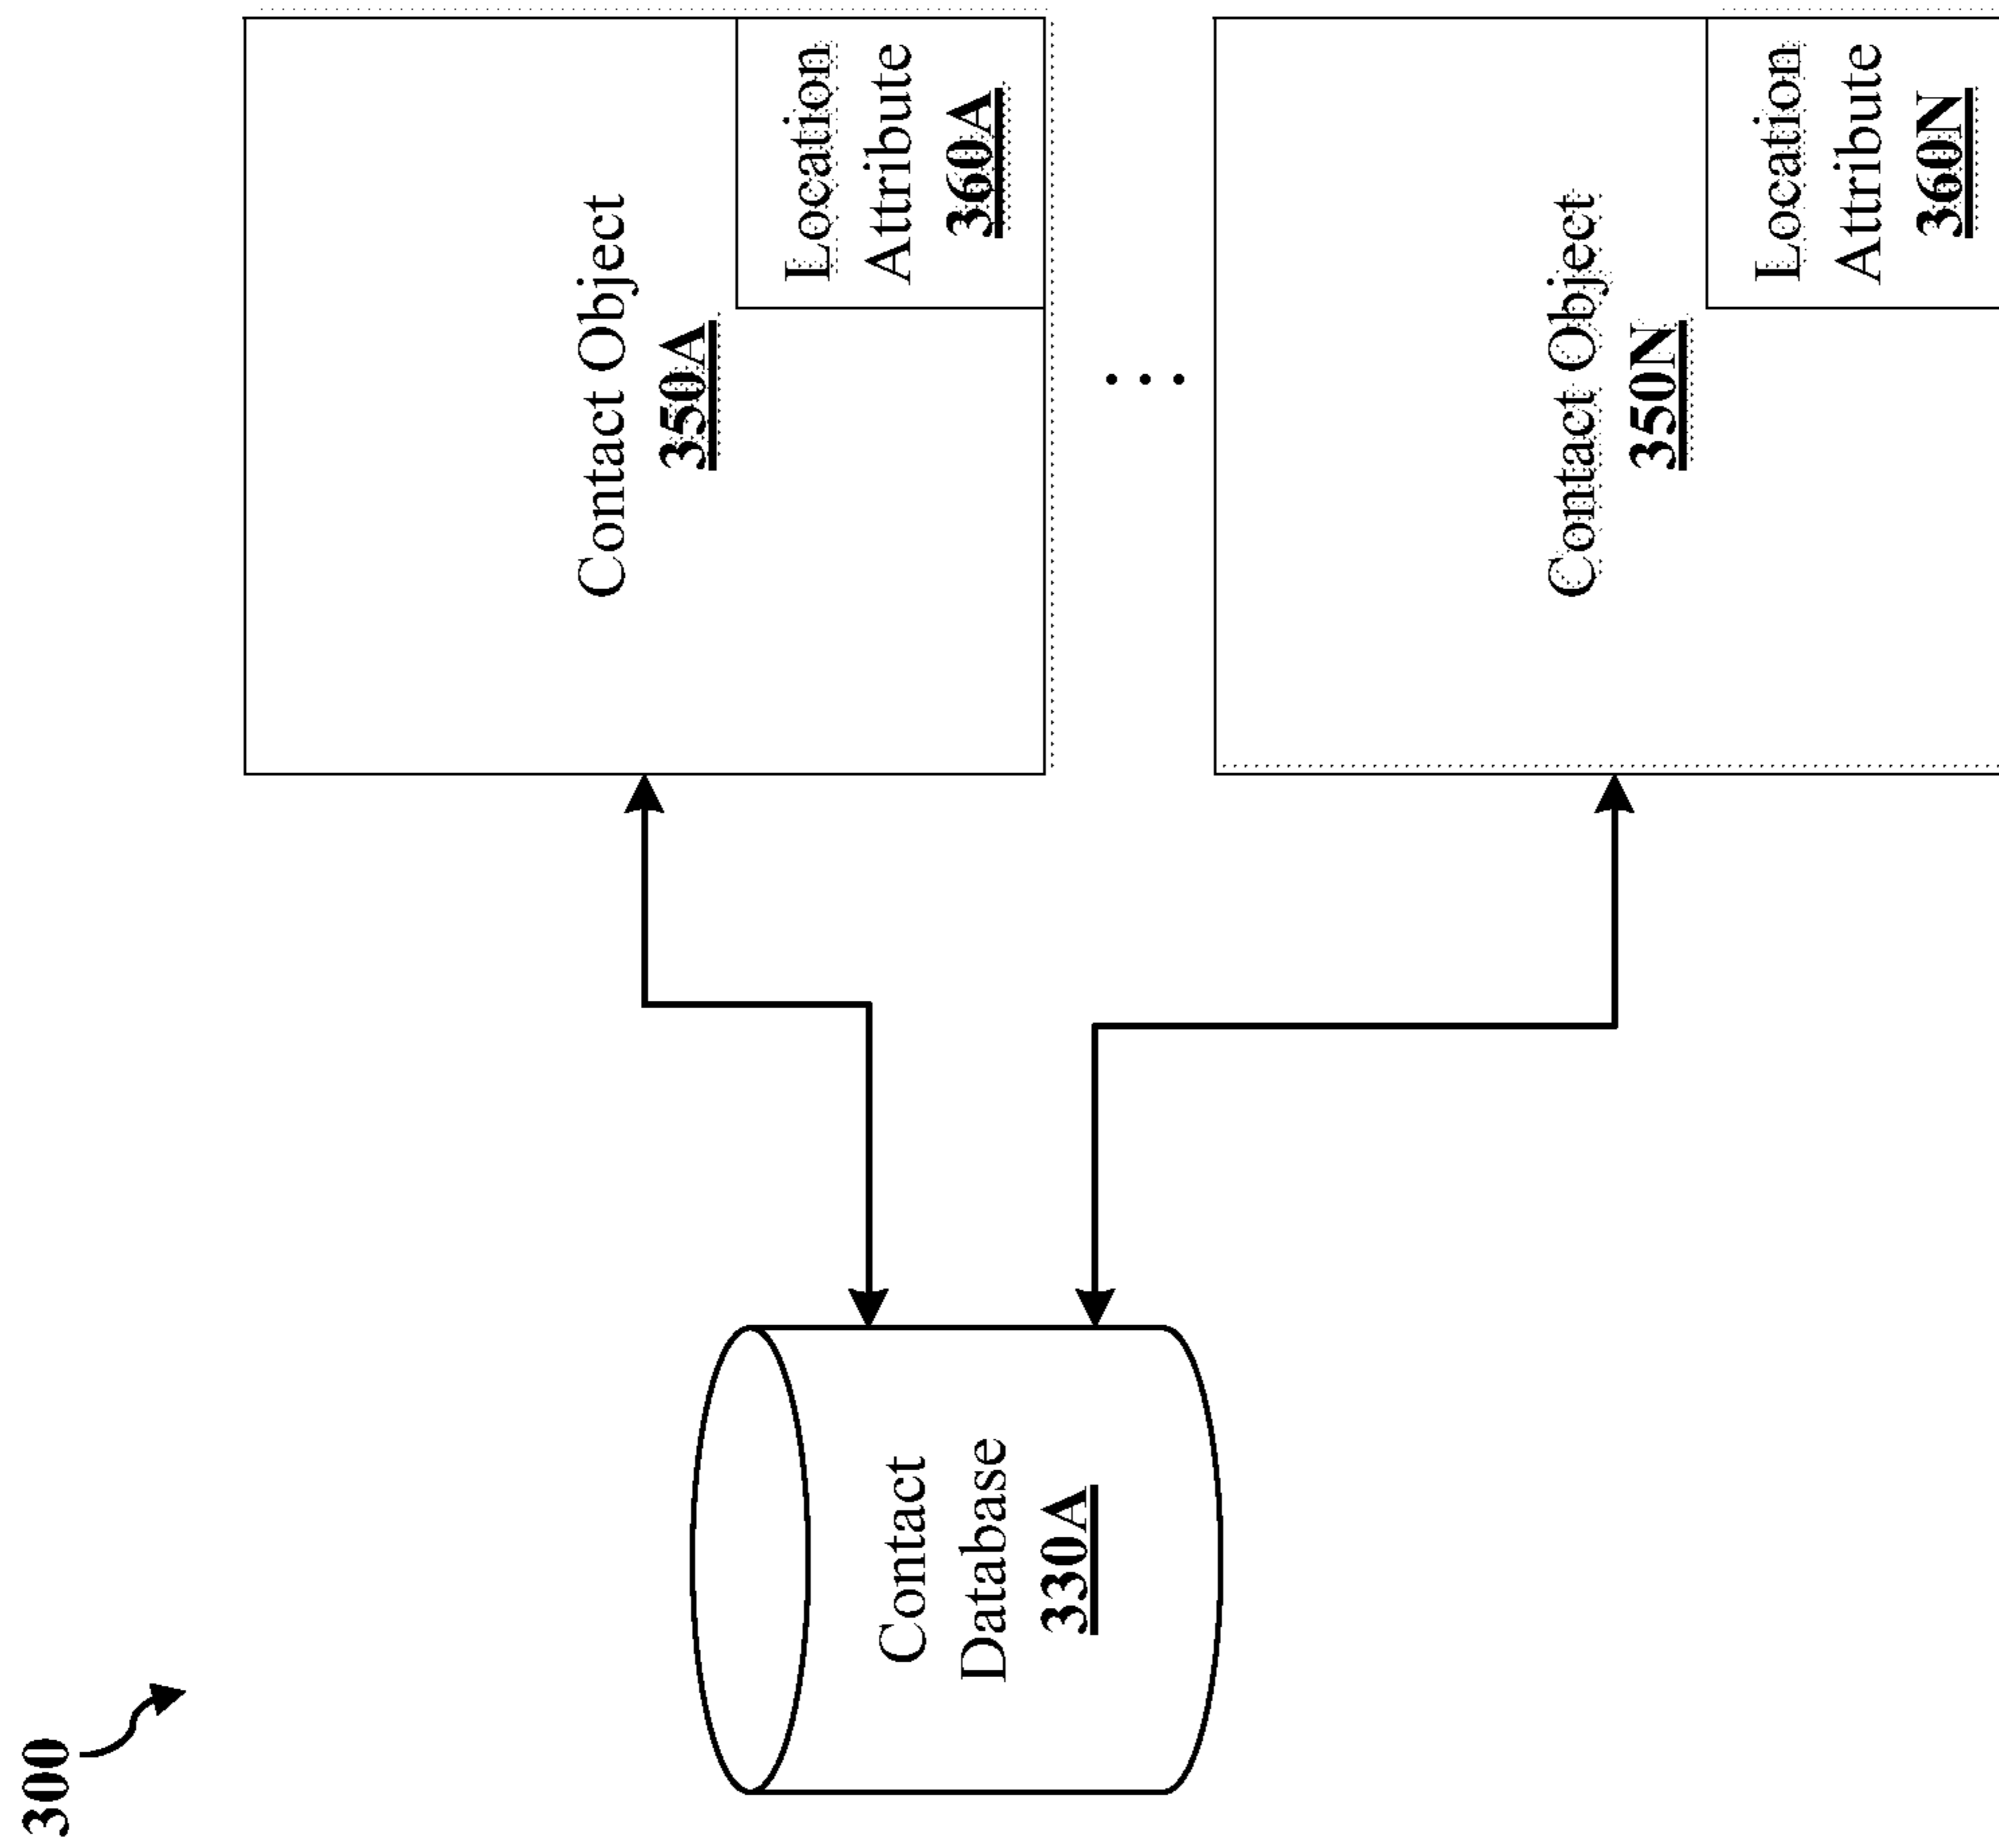 300
Contact
Database
330A
Contact Object
350A
Location
Attribute
360A
Contact Object
350N
Location
Attribute
360N